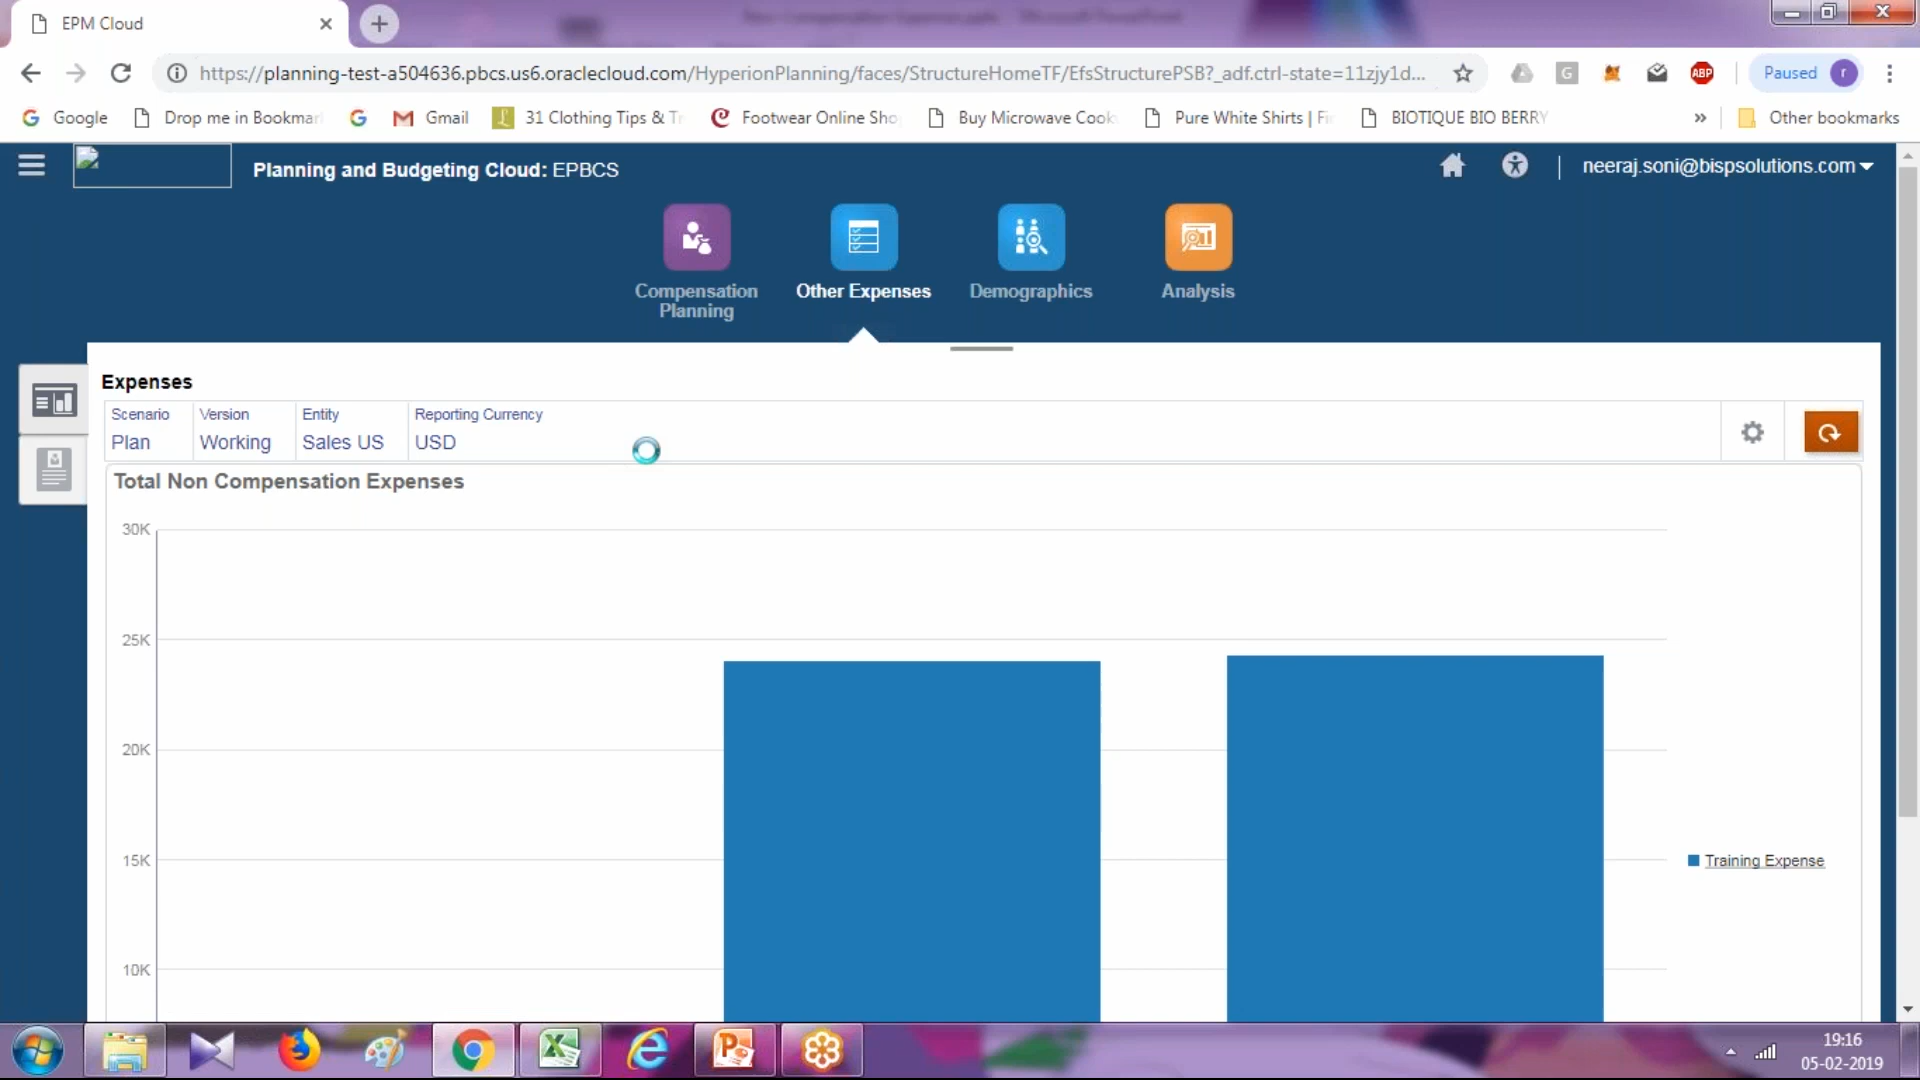 EPM Cloud
https://planning-test-a504636.pbcs.us6.oraclecloud.com/HyperionPlanning/faces/StructureHomeTF/EfsStructurePSB?_adf.ctrl-state=11zjy1d...
G
ABP
Paused r
Google Drop me in Bookmar Gmail 31 Clothing Tips & T Footwear Online Sho Buy Microwave Cook Pure White Shirts | Fi BIOTIQUE BIO BERRY » Other bookmarks
Planning and Budgeting Cloud: EPBCS
neeraj.soni@bispsolutions.com
Compensation
Planning
Other Expenses
Demographics
Analysis
Expenses
Scenario Version Entity Reporting Currency
Plan Working Sales US USD
Total Non Compensation Expenses
30K
25K
20K
15K
Training Expense
10K
19:16
05-02-2019